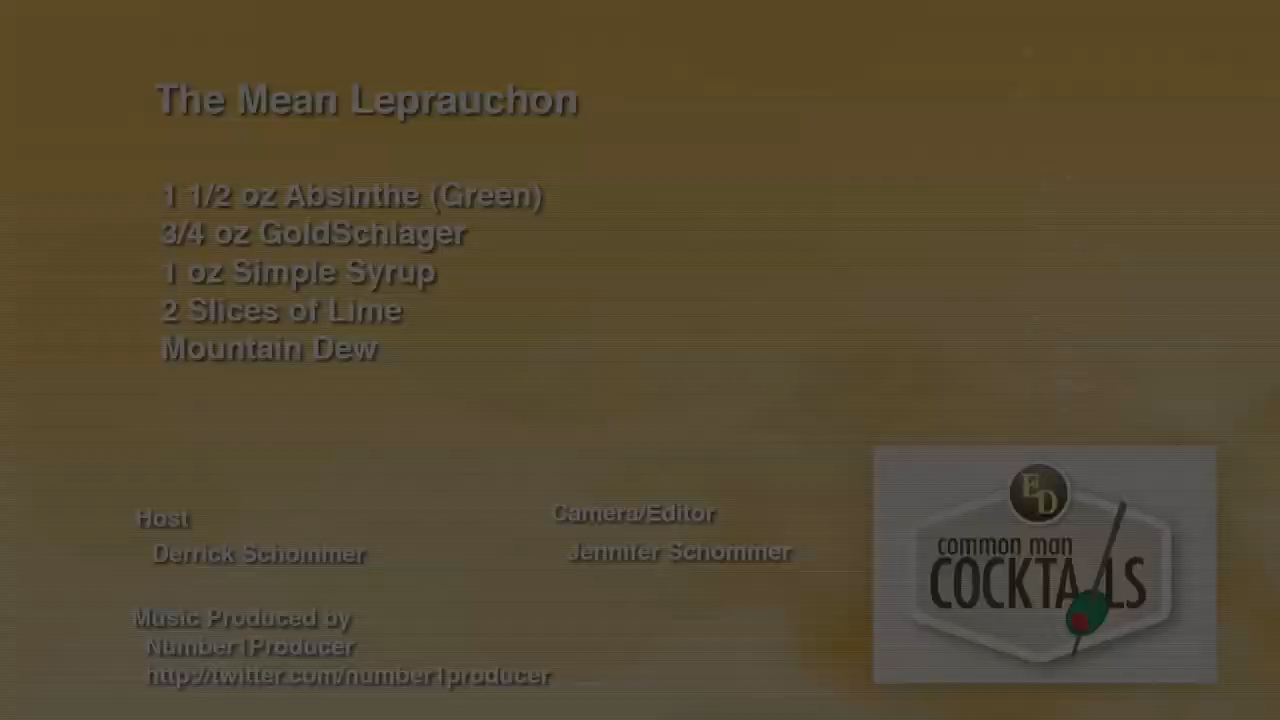 The Mean Leprauchon
1 1/2 oz Absinthe (Green)
3/4 oz GoldSchlager
1 oz Simple Syrup
2 Slices of Lime
Mountain Dew
Host
Derrick Schommer
Camera/Editor
Jennifer Schommer
Music Produced by
Number1Producer
http://twitter.com/number1producer
ED
common man
COCKTAILS